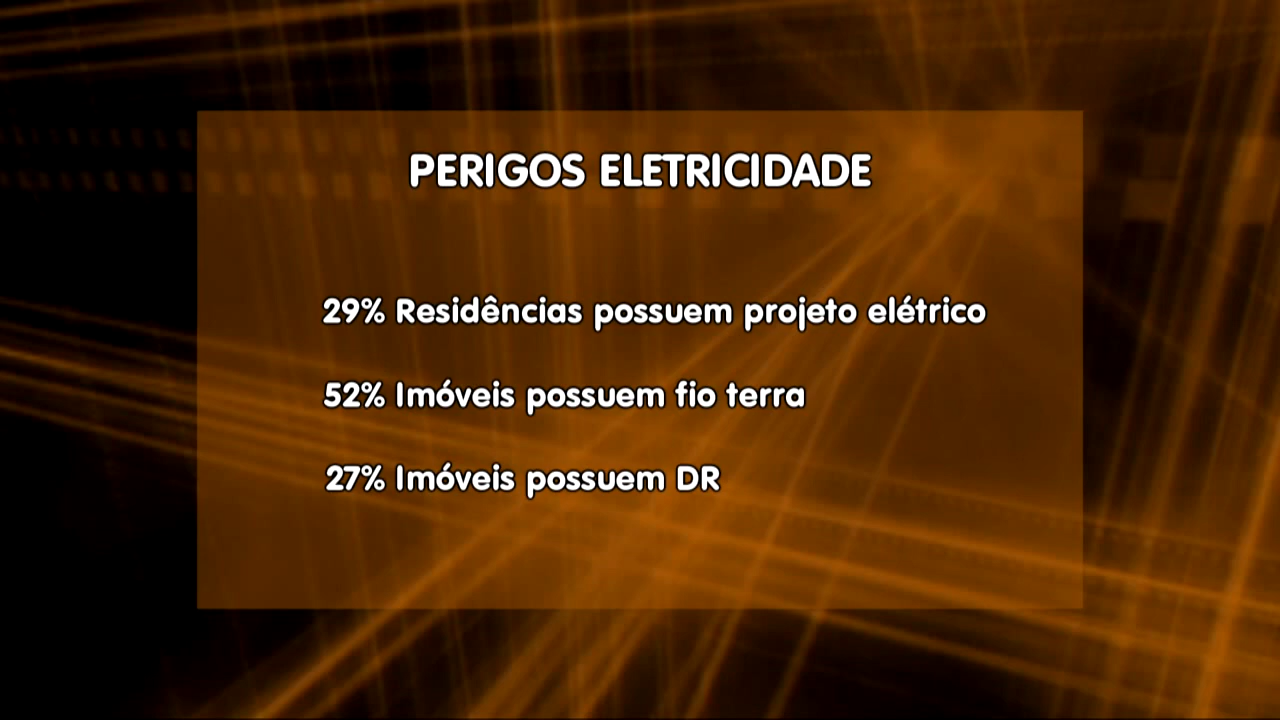 PERIGOS ELETRICIDADE
29% Residências possuem projeto elétrico
52% Imóveis possuem fio terra
27% Imóveis possuem DR